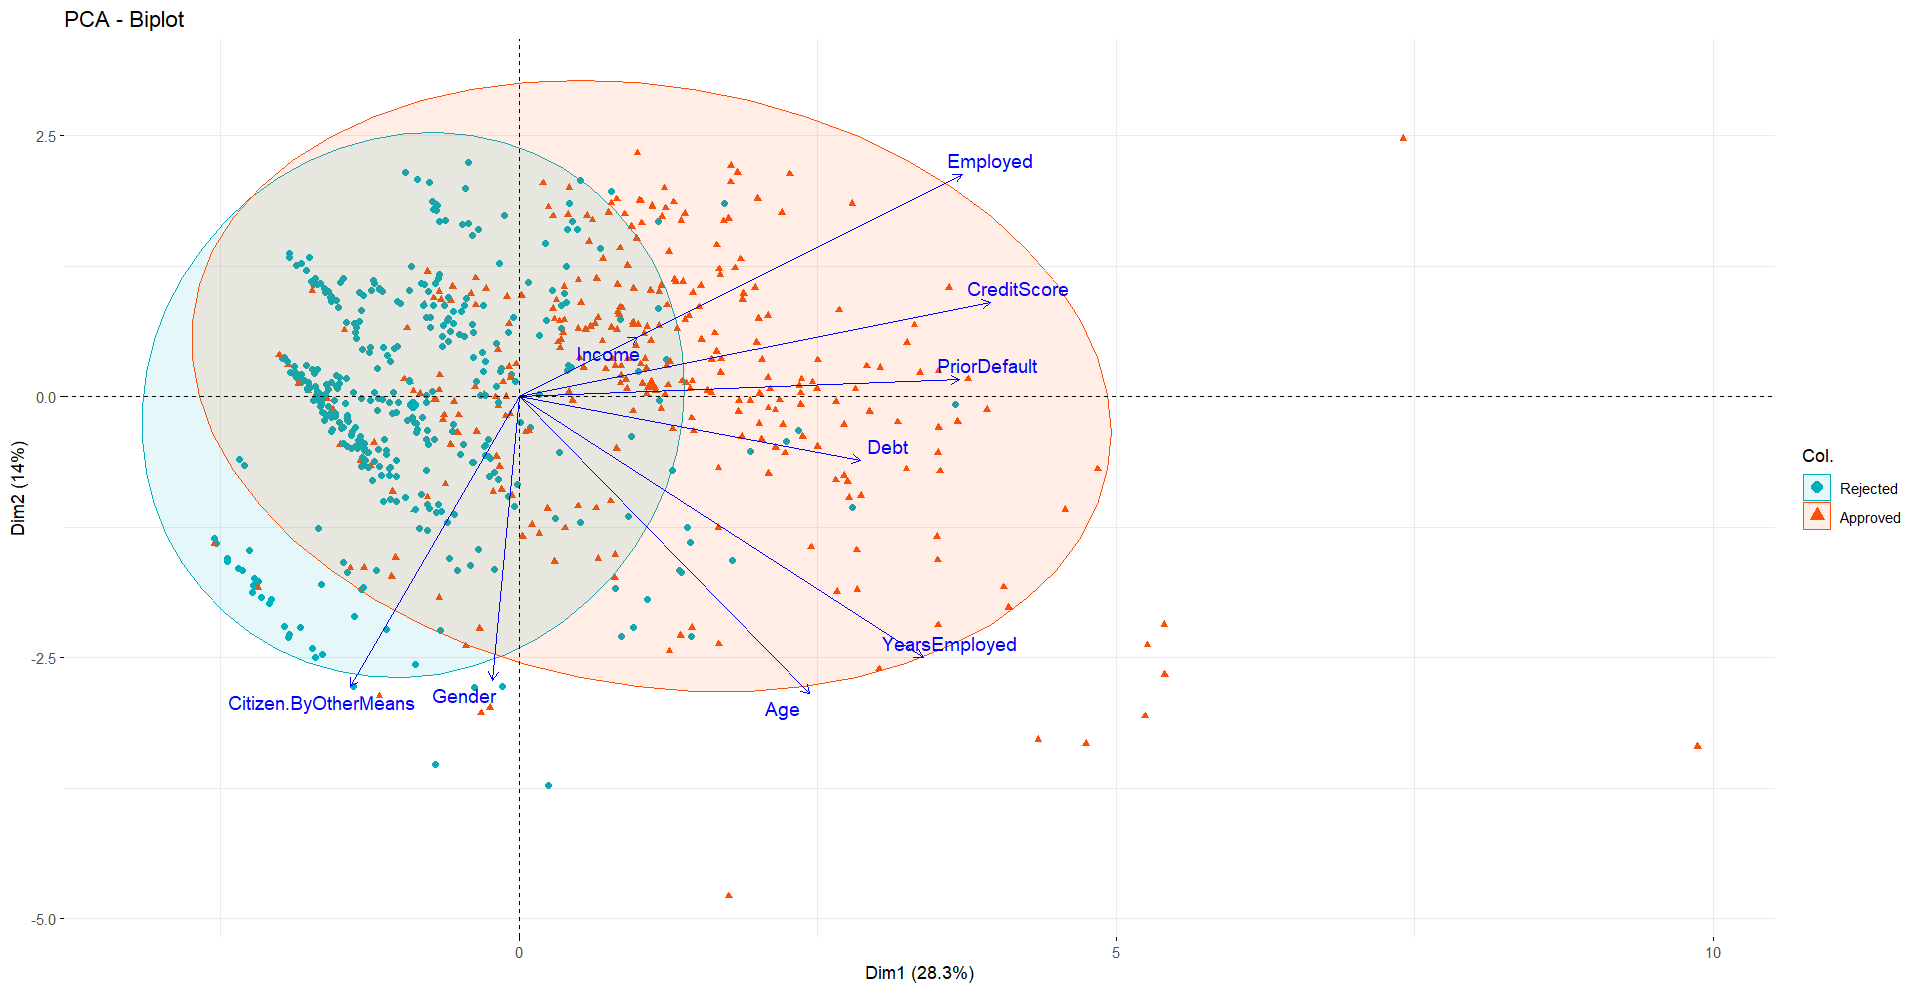 PCA - Biplot
Employed
2.5
CreditScore
Income
PriorDefault
0.0
Debt
Col.
Dim2 (14%)
Rejected
Approved
YearsEmployed
-2.5
Citizen.ByOtherMeans
Gender
Age
-5.0
0
5
10
Dim1 (28.3%)